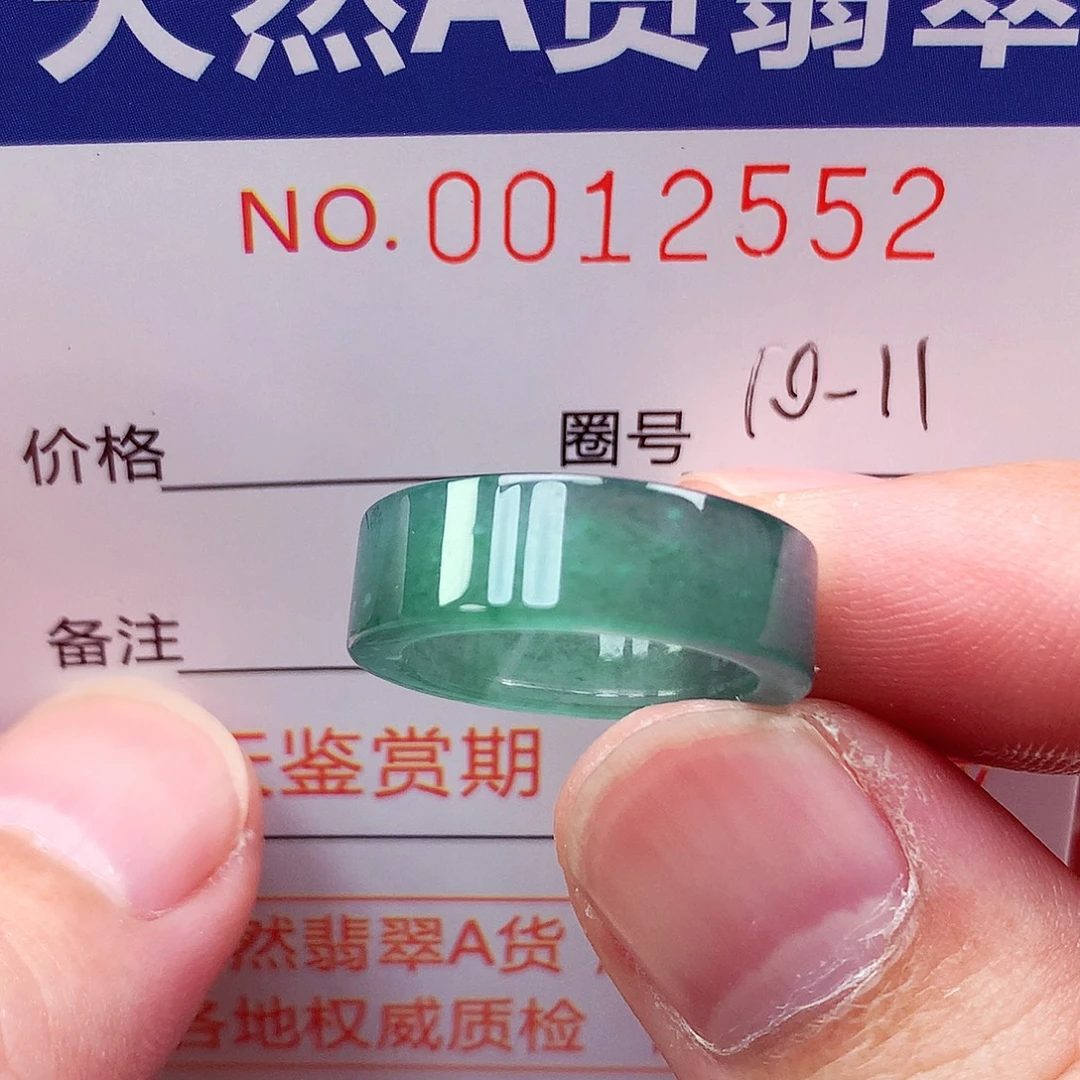 天然A货翡翠
NO.0012552
价格 圈号 19-11
备注
天鉴赏期
然翡翠A货
各地权威质检